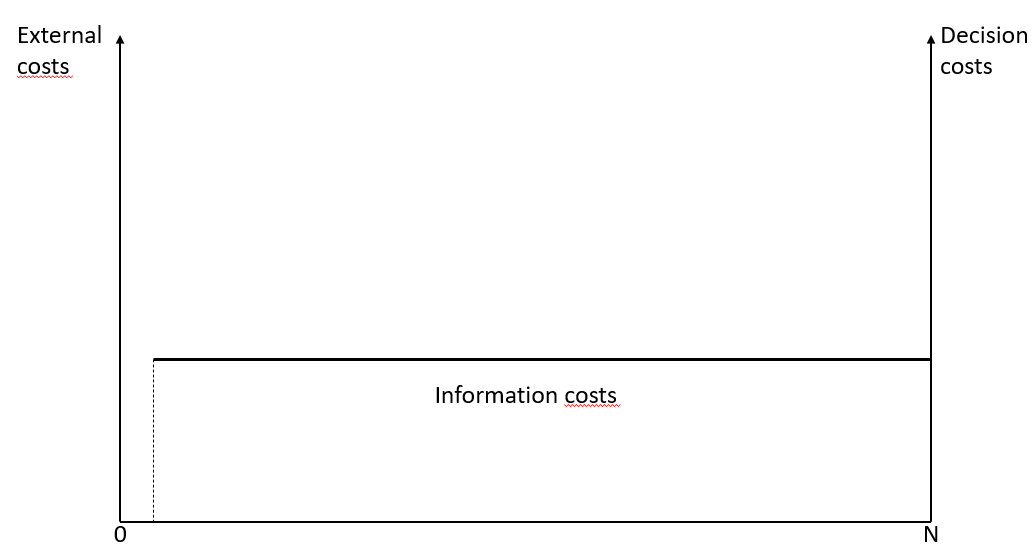 External
costs
Decision
costs
Information costs
0
N